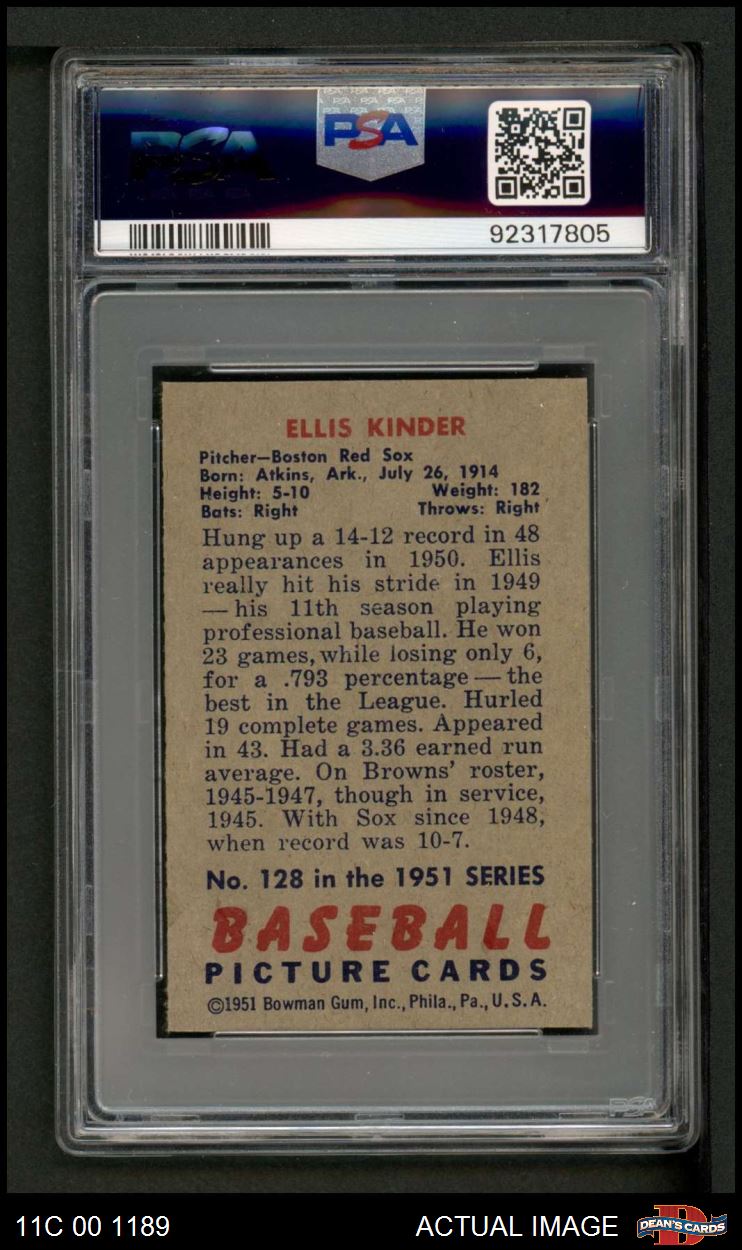 PSA
PSA
92317805
ELLIS KINDER
Pitcher—Boston Red Sox
Born: Atkins, Ark., July 26, 1914
Height: 5-10 Weight: 182
Bats: Right Throws: Right
Hung up a 14-12 record in 48
appearances in 1950. Ellis
really hit his stride in 1949
— his 11th season playing
professional baseball. He won
23 games, while losing only 6,
for a .793 percentage — the
best in the League. Hurled
19 complete games. Appeared
in 43. Had a 3.36 earned run
average. On Browns' roster,
1945-1947, though in service,
1945. With Sox since 1948,
when record was 10-7.
No. 128 in the 1951 SERIES
BASEBALL
PICTURE CARDS
©1951 Bowman Gum, Inc., Phila., Pa., U.S.A.
PSA
11C 00 1189 ACTUAL IMAGE DEAN'S CARDS